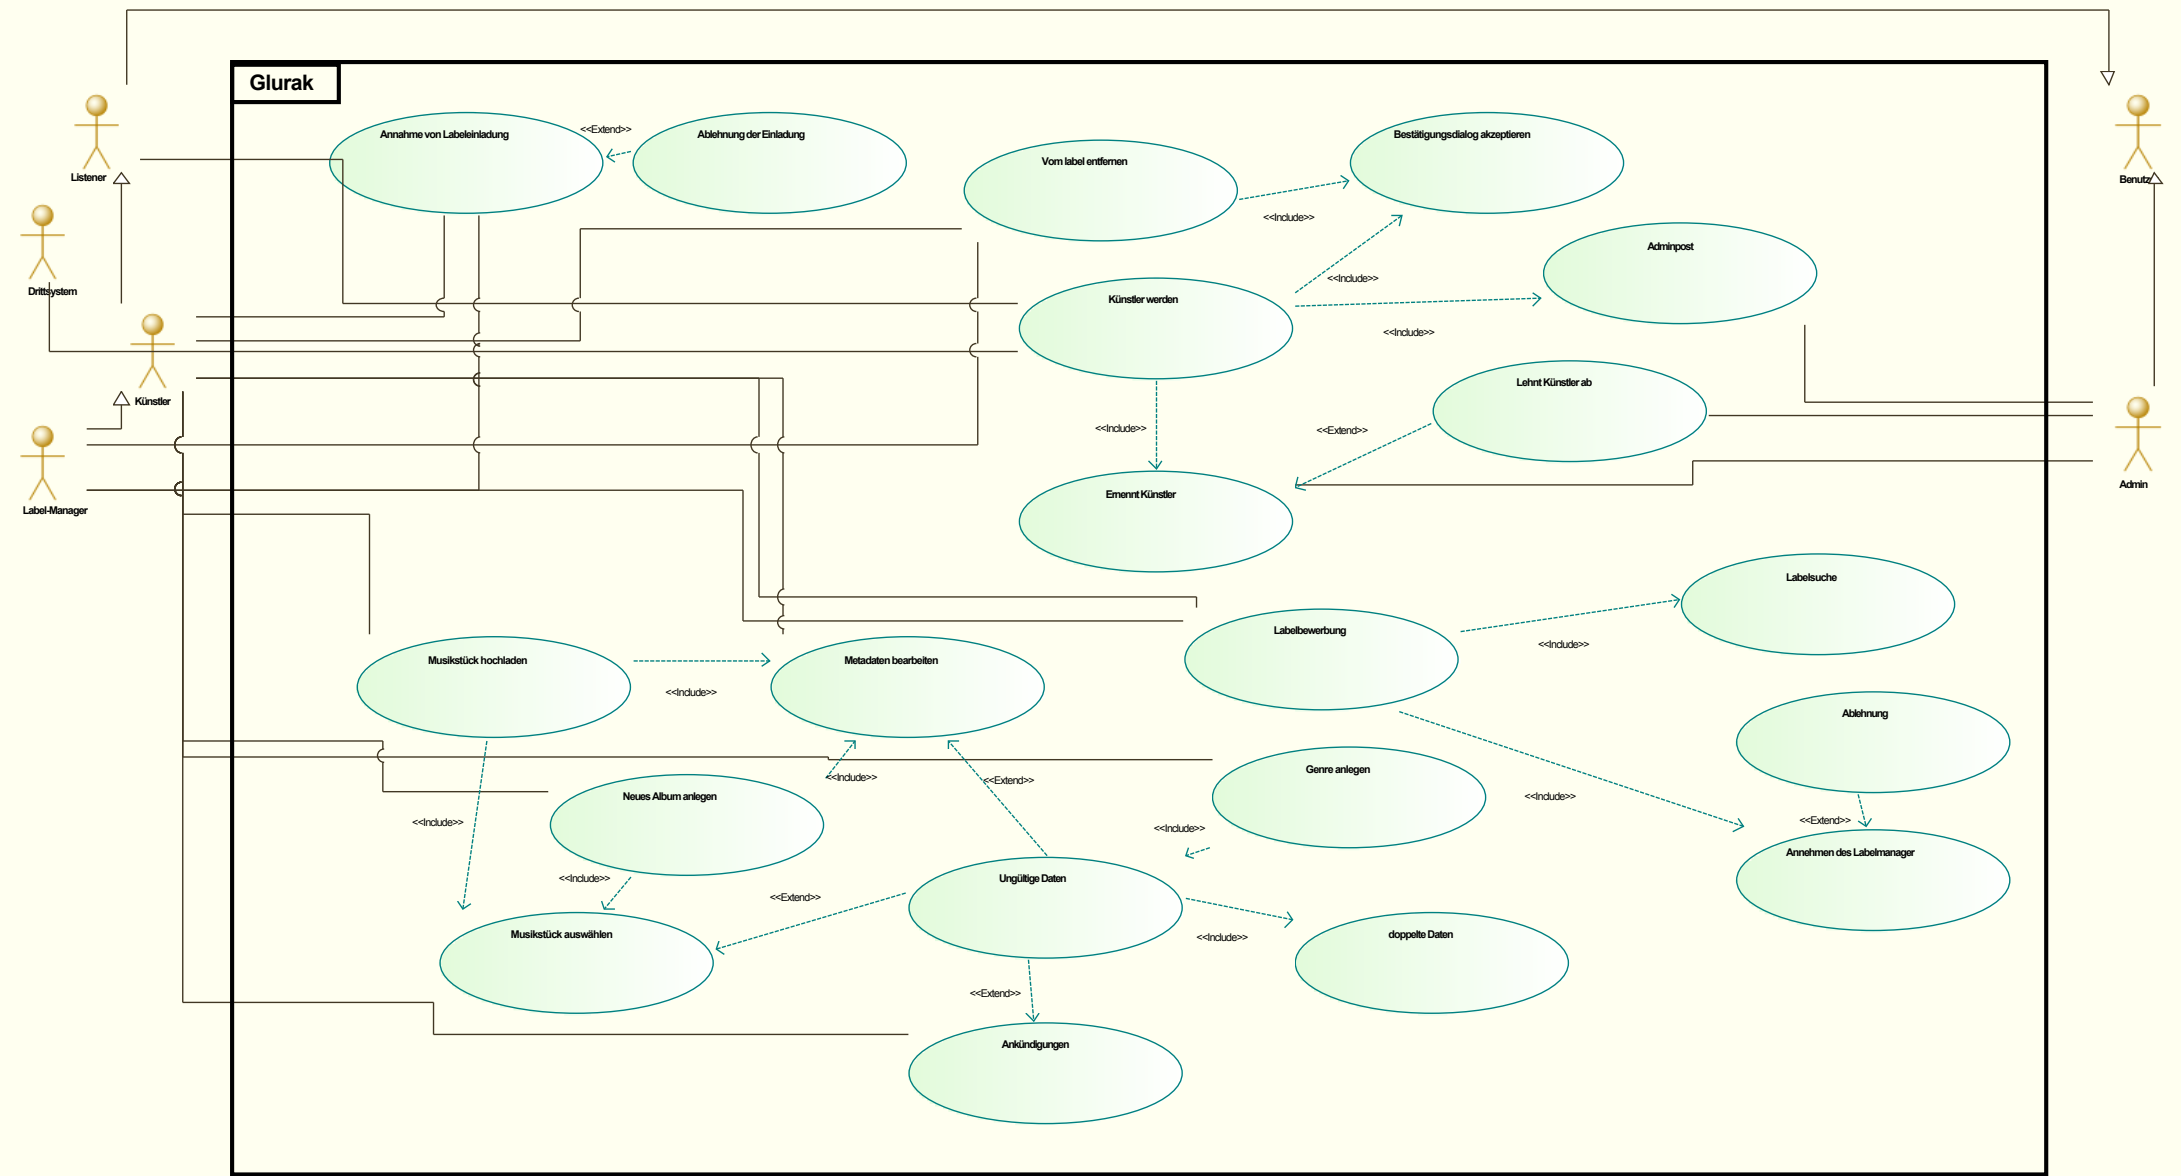 Glurak
Annahme von Labeleinladung
<<Extend>>
Ablehnung der Einladung
Bestätigungsdialog akzeptieren
Vom label entfernen
Listener
Benutz
<<Include>>
Adminpost
<<Include>>
Drittsystem
Künstler werden
<<Include>>
Lehnt Künstler ab
Künstler
<<Include>>
<<Extend>>
Admin
Ernennt Künstler
Label-Manager
Labelsuche
Labelbewerbung
<<Include>>
Musikstück hochladen
Metadaten bearbeiten
<<Include>>
Ablehnung
Genre anlegen
<<Include>>
<<Extend>>
Neues Album anlegen
<<Include>>
<<Include>>
<<Include>>
<<Extend>>
Annehmen des Labelmanager
<<Include>>
Ungültige Daten
<<Extend>>
Musikstück auswählen
<<Include>>
doppelte Daten
<<Extend>>
Ankündigungen